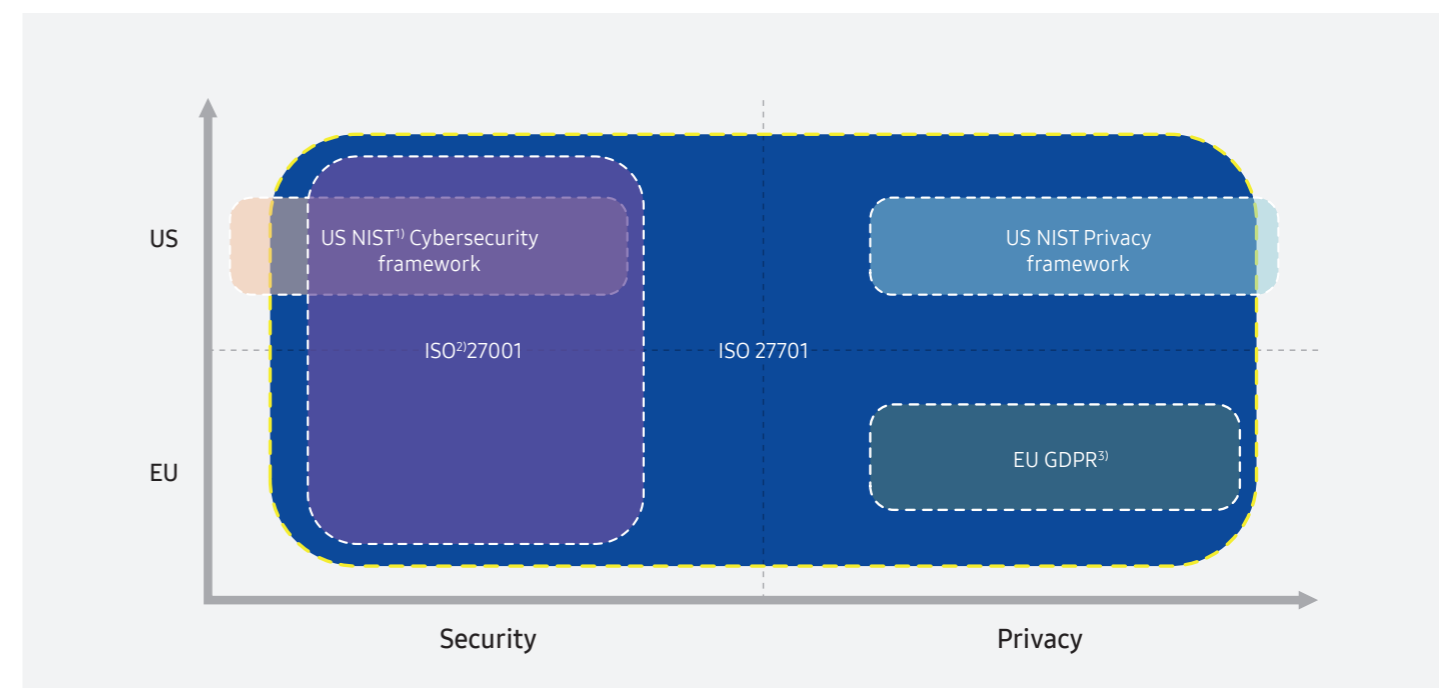 US
US NIST¹⁾ Cybersecurity
framework
US NIST Privacy
framework
ISO²⁾27001
ISO 27701
EU
EU GDPR³⁾
Security
Privacy